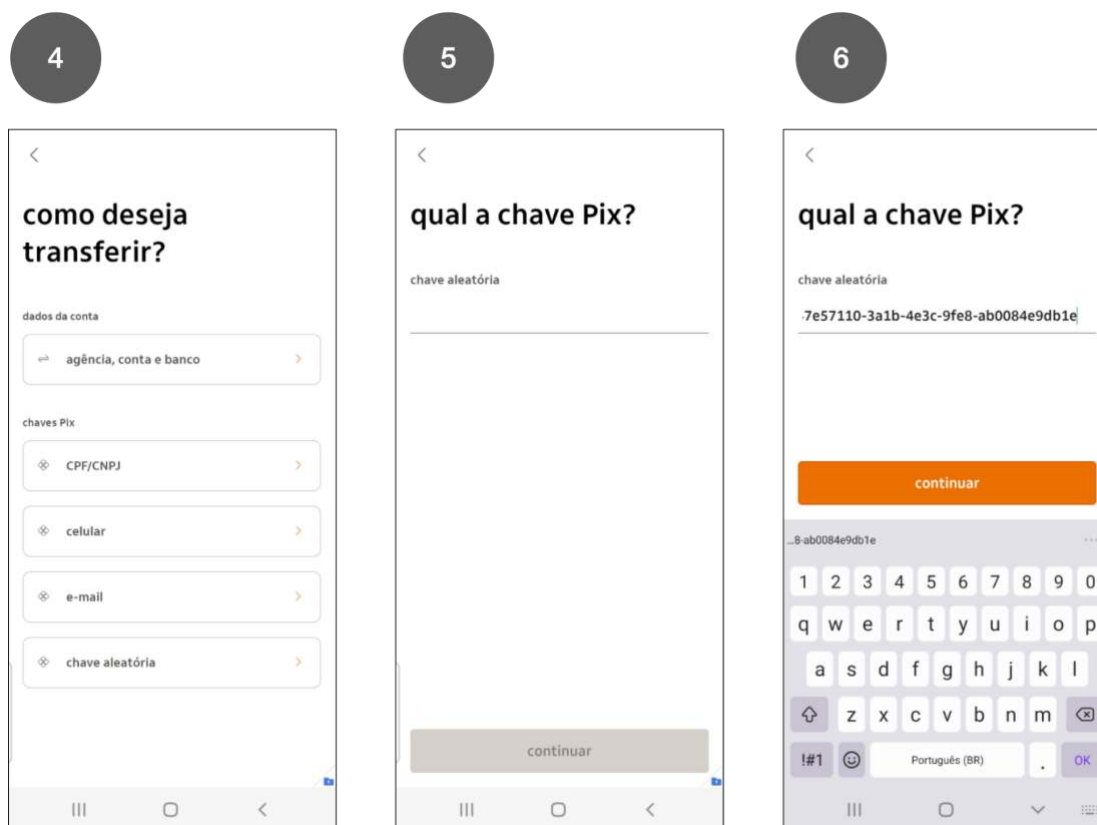 4
como deseja
transferir?
dados da conta
agência, conta e banco
chaves Pix
CPF/CNPJ
celular
e-mail
chave aleatória
5
qual a chave Pix?
chave aleatória
continuar
6
qual a chave Pix?
chave aleatória
7e57110-3a1b-4e3c-9fe8-ab0084e9db1e
continuar
...8-ab0084e9db1e
1 2 3 4 5 6 7 8 9 0
q w e r t y u i o p
a s d f g h j k l
z x c v b n m
!#1 Português (BR) . OK